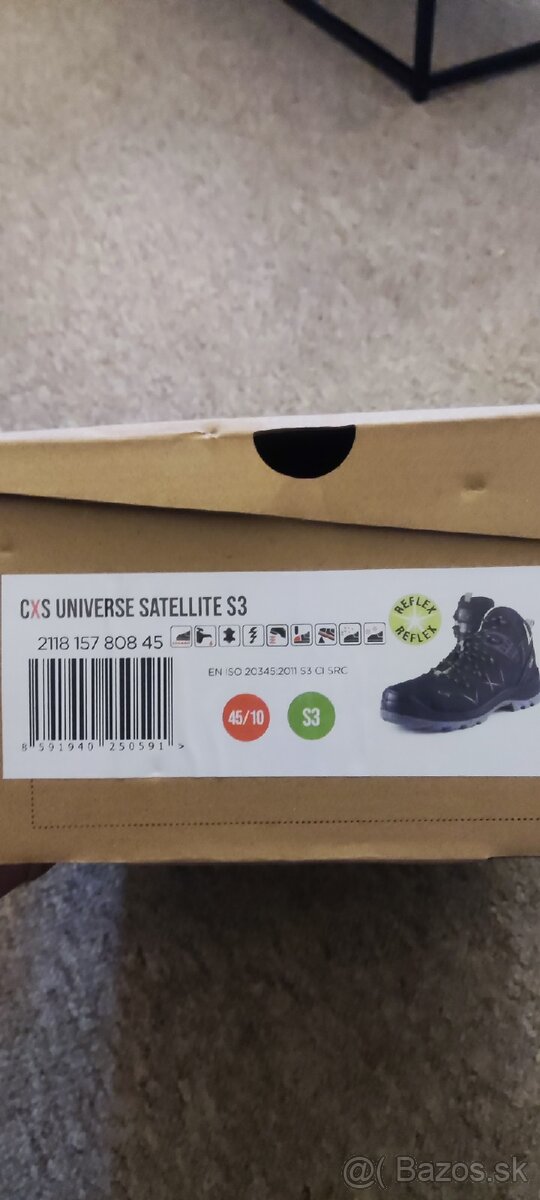 CXS UNIVERSE SATELLITE S3
2118 157 808 45
REFLEX
REFLEX
EN ISO 20345:2011 S3 CI SRC
45/10
S3
8 591940 250591 >
@( Bazos.sk